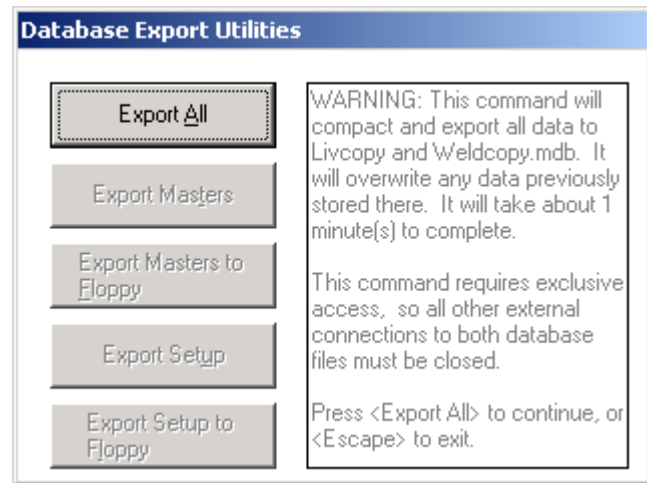 Database Export Utilities
Export All
Export Masters
Export Masters to
Floppy
Export Setup
Export Setup to
Floppy
WARNING: This command will
compact and export all data to
Livcopy and Weldcopy.mdb.  It
will overwrite any data previously
stored there.  It will take about 1
minute(s) to complete.
This command requires exclusive
access,  so all other external
connections to both database
files must be closed.
Press <Export All> to continue, or
<Escape> to exit.